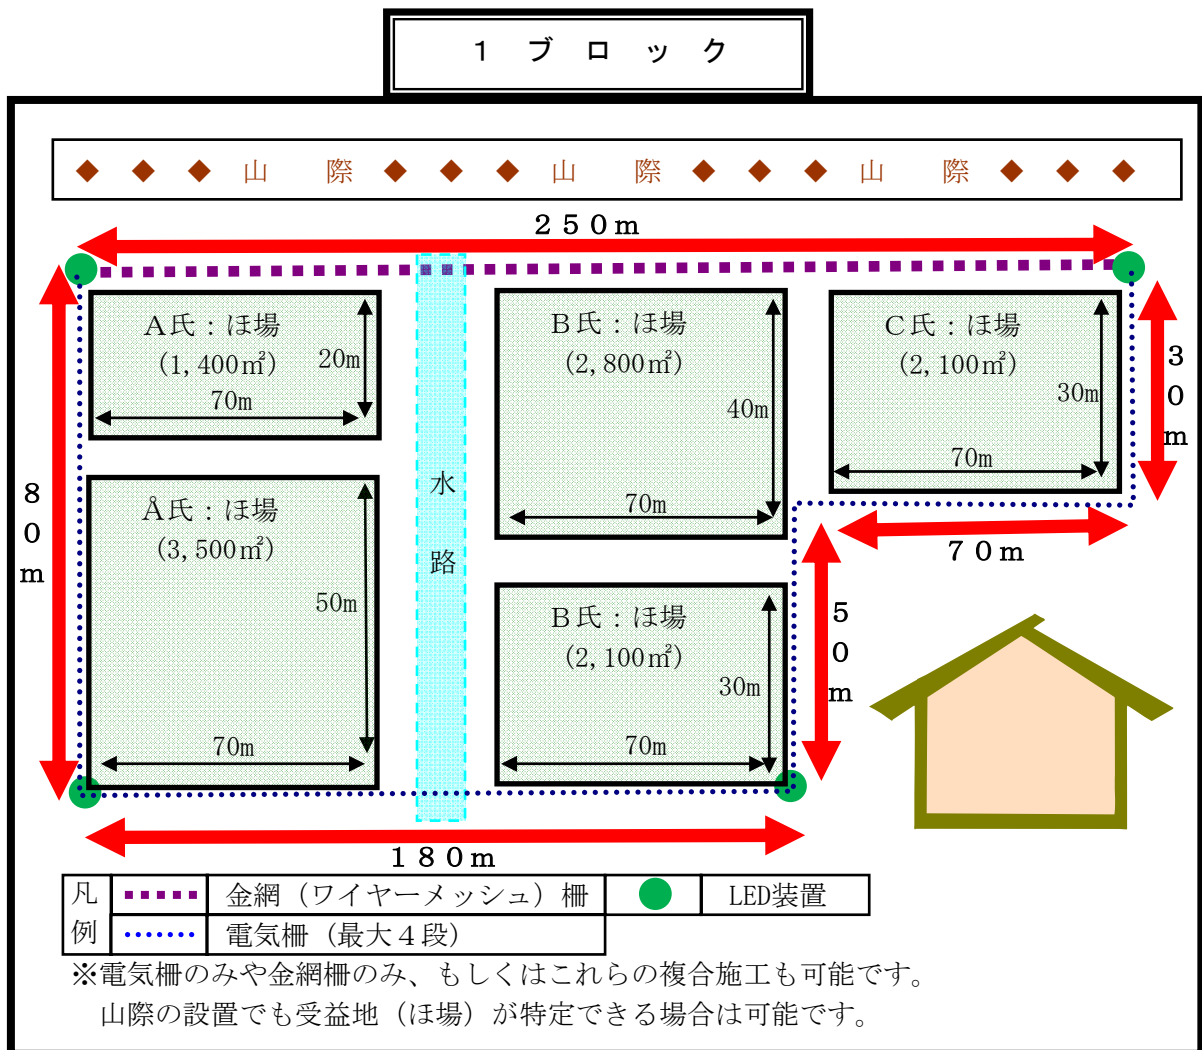 １ ブ ロ ッ ク
◆ ◆ ◆ 山 際 ◆ ◆ ◆ 山 際 ◆ ◆ ◆ 山 際 ◆ ◆ ◆
２５０m
Ａ氏：ほ場
(1,400㎡)
20m
70m
Ｂ氏：ほ場
(2,800㎡)
40m
70m
Ｃ氏：ほ場
(2,100㎡)
30m
70m
３０m
８０m
Å氏：ほ場
(3,500㎡)
50m
70m
水路
Ｂ氏：ほ場
(2,100㎡)
30m
70m
７０m
５０m
１８０m
凡例
金網（ワイヤーメッシュ）柵
LED装置
電気柵（最大４段）
※電気柵のみや金網柵のみ、もしくはこれらの複合施工も可能です。
山際の設置でも受益地（ほ場）が特定できる場合は可能です。